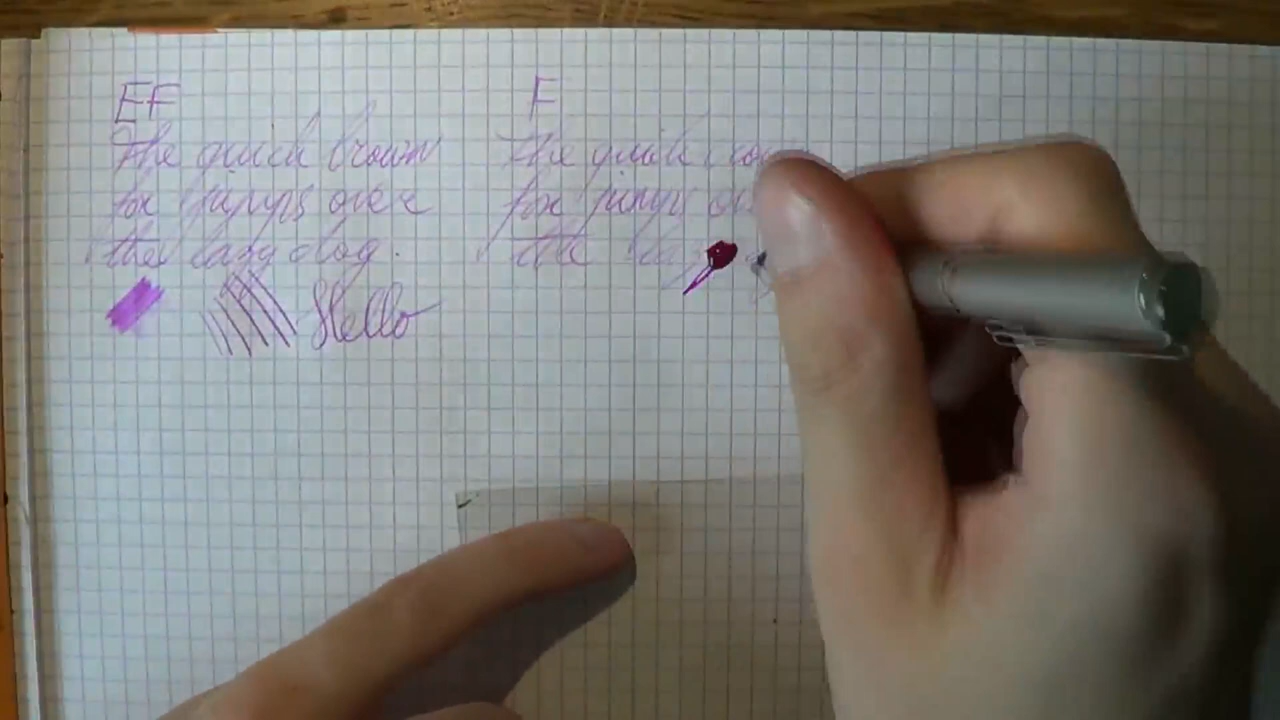 EF
The quick brown
fox jumps over
the lazy dog.
Hello
F
The quick
fox jumps
the